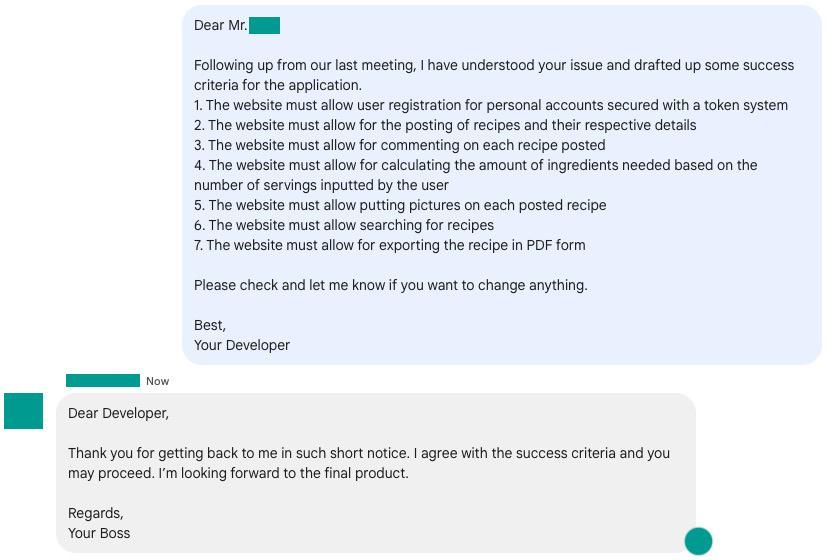 Dear Mr.
Following up from our last meeting, I have understood your issue and drafted up some success
criteria for the application.
1. The website must allow user registration for personal accounts secured with a token system
2. The website must allow for the posting of recipes and their respective details
3. The website must allow for commenting on each recipe posted
4. The website must allow for calculating the amount of ingredients needed based on the
number of servings inputted by the user
5. The website must allow putting pictures on each posted recipe
6. The website must allow searching for recipes
7. The website must allow for exporting the recipe in PDF form
Please check and let me know if you want to change anything.
Best,
Your Developer
Now
Dear Developer,
Thank you for getting back to me in such short notice. I agree with the success criteria and you
may proceed. I'm looking forward to the final product.
Regards,
Your Boss